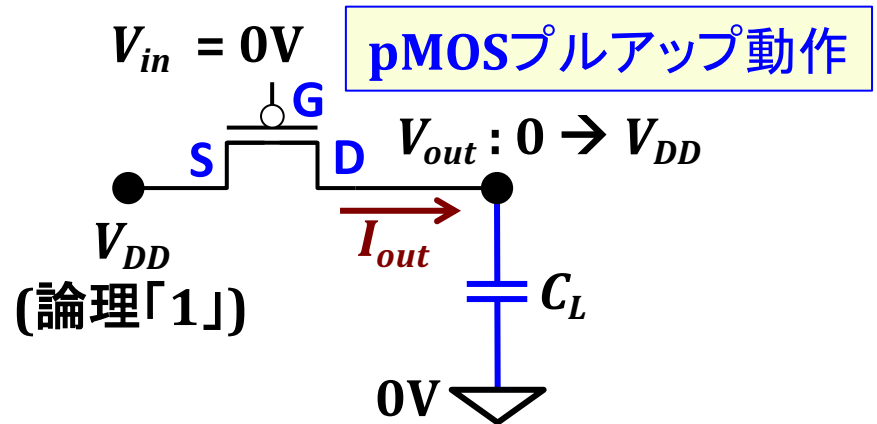 V_in = 0V
pMOSプルアップ動作
G
S
D
V_out : 0 → V_DD
V_DD
(論理「1」)
I_out
C_L
0V